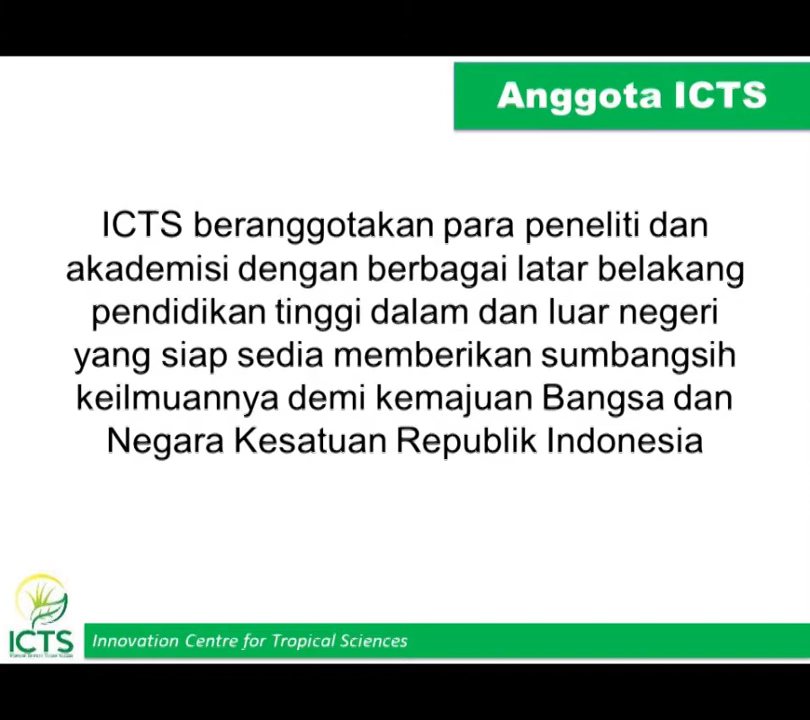 Anggota ICTS
ICTS beranggotakan para peneliti dan
akademisi dengan berbagai latar belakang
pendidikan tinggi dalam dan luar negeri
yang siap sedia memberikan sumbangsih
keilmuannya demi kemajuan Bangsa dan
Negara Kesatuan Republik Indonesia
ICTS
Innovation Centre for Tropical Sciences